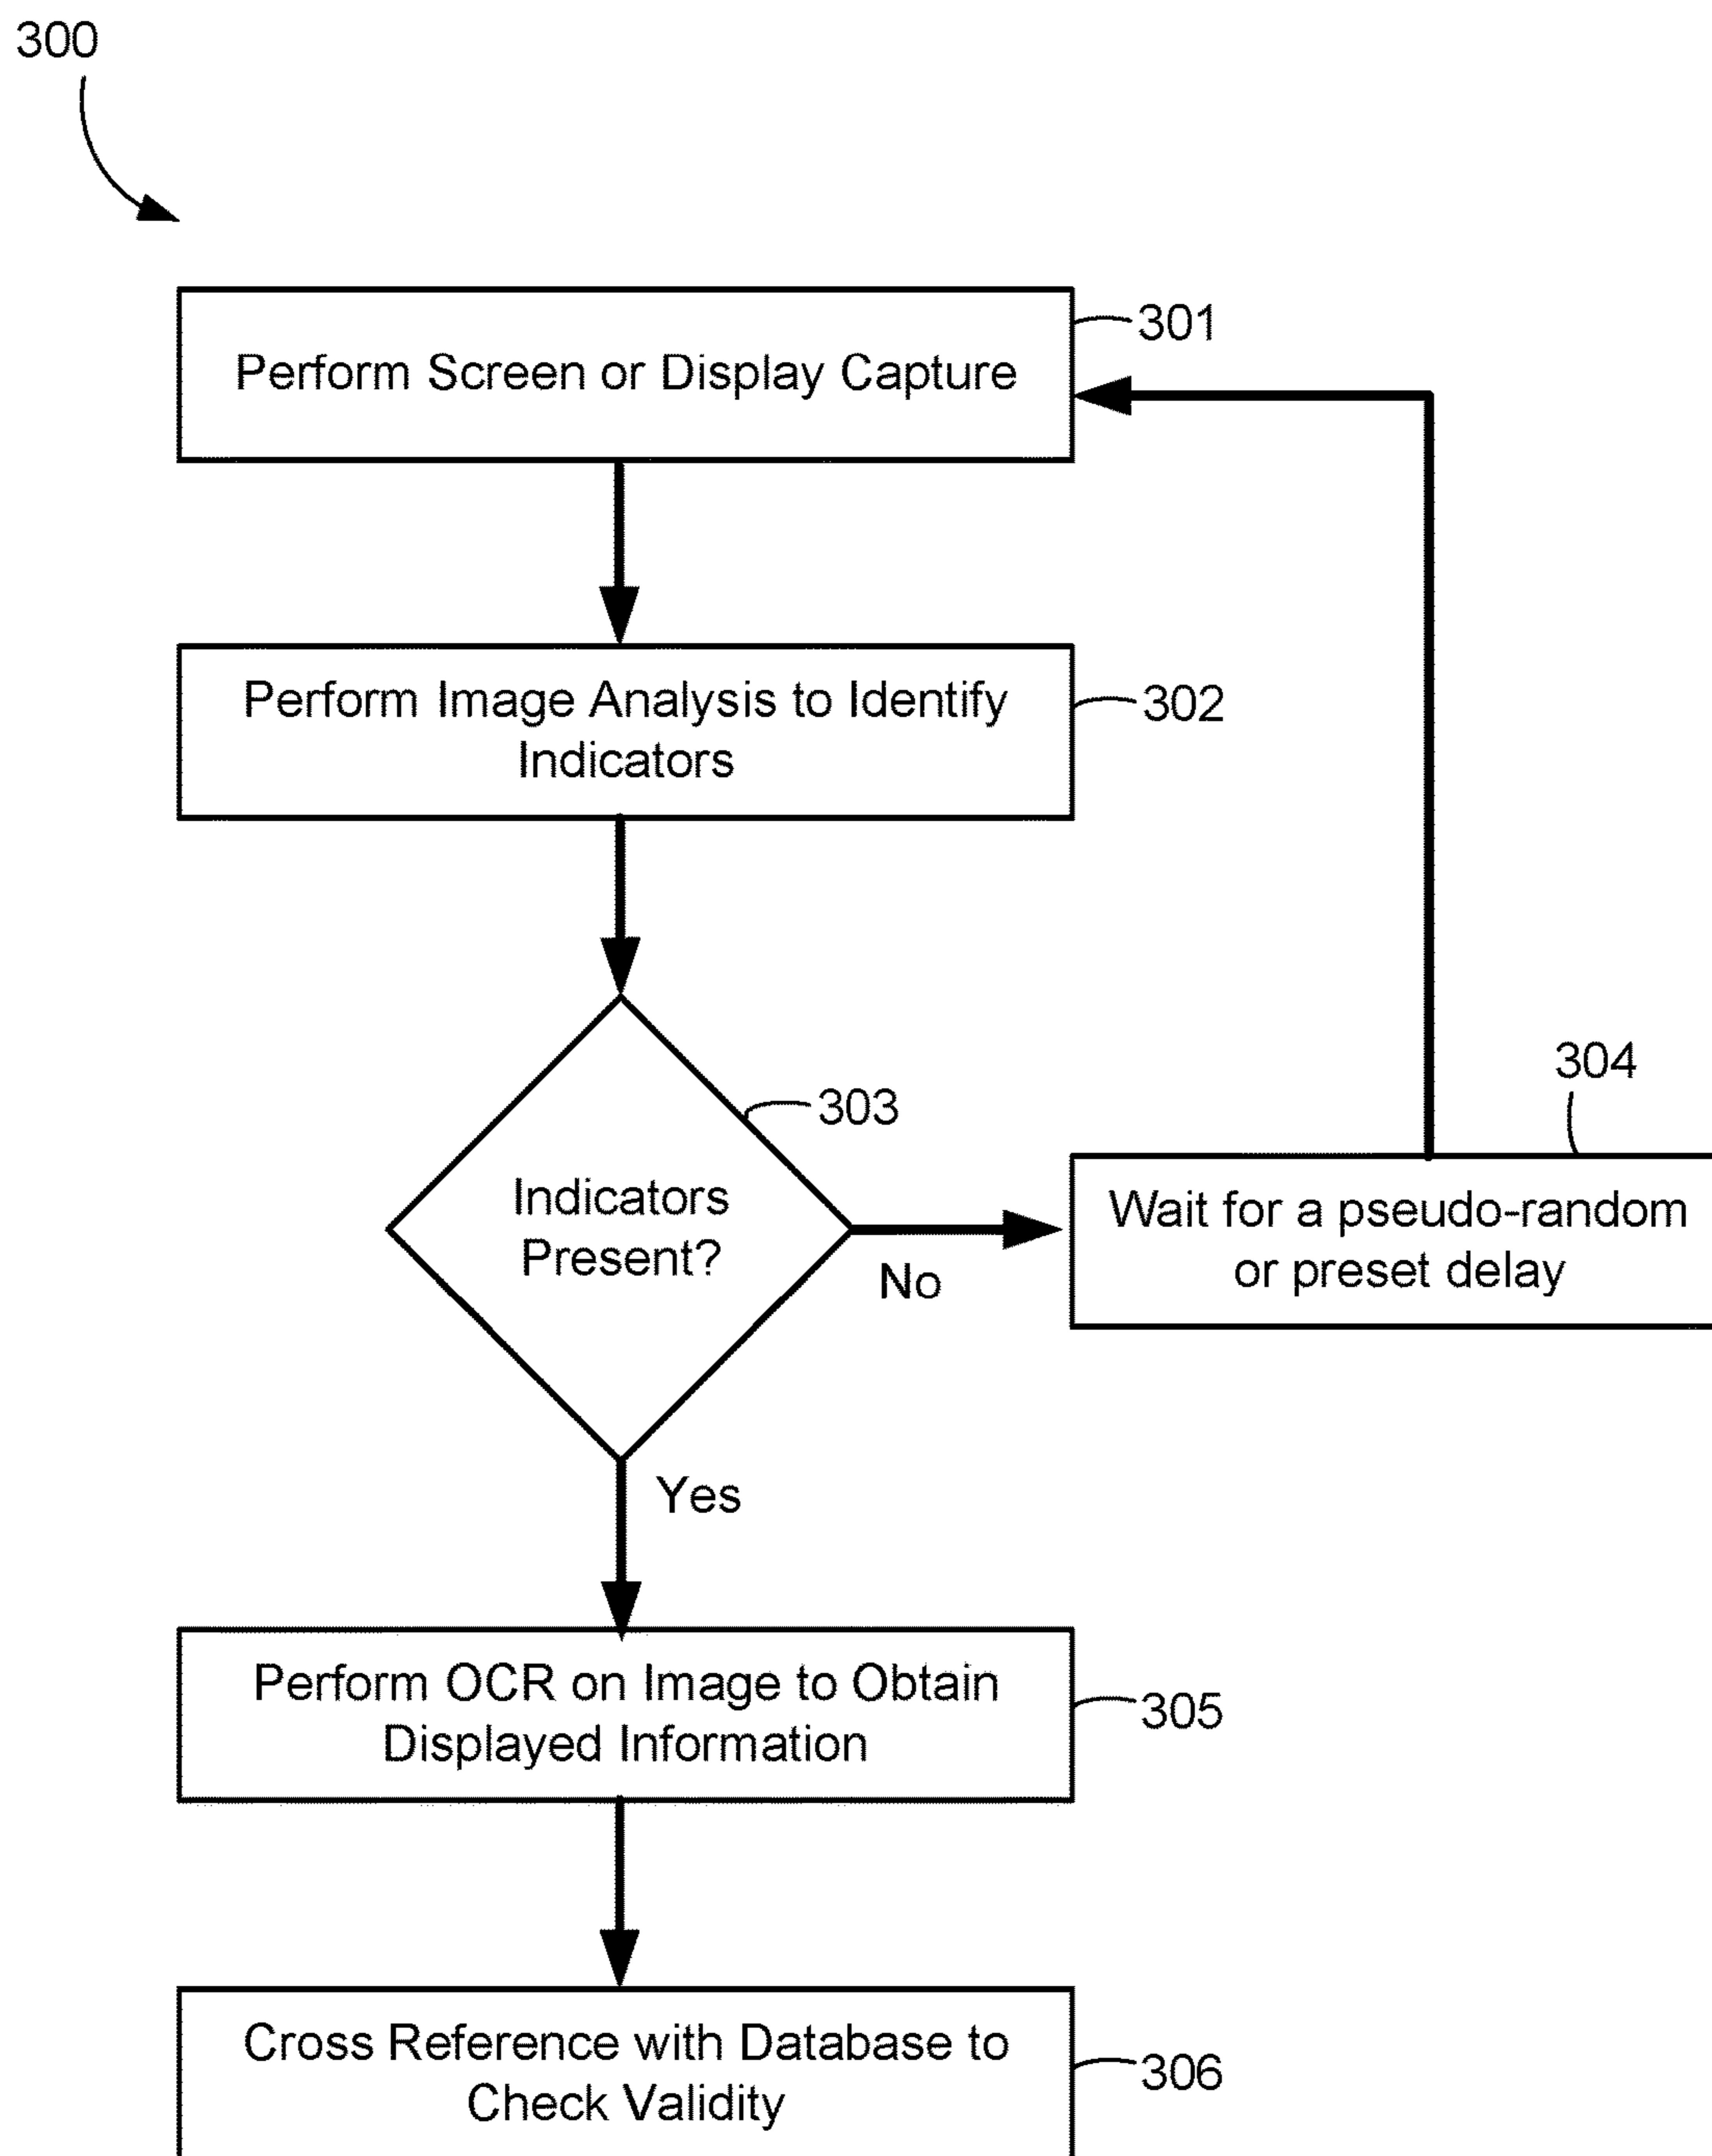 300
Perform Screen or Display Capture
301
Perform Image Analysis to Identify
Indicators
302
303
Indicators
Present?
No
304
Wait for a pseudo-random
or preset delay
Yes
Perform OCR on Image to Obtain
Displayed Information
305
Cross Reference with Database to
Check Validity
306